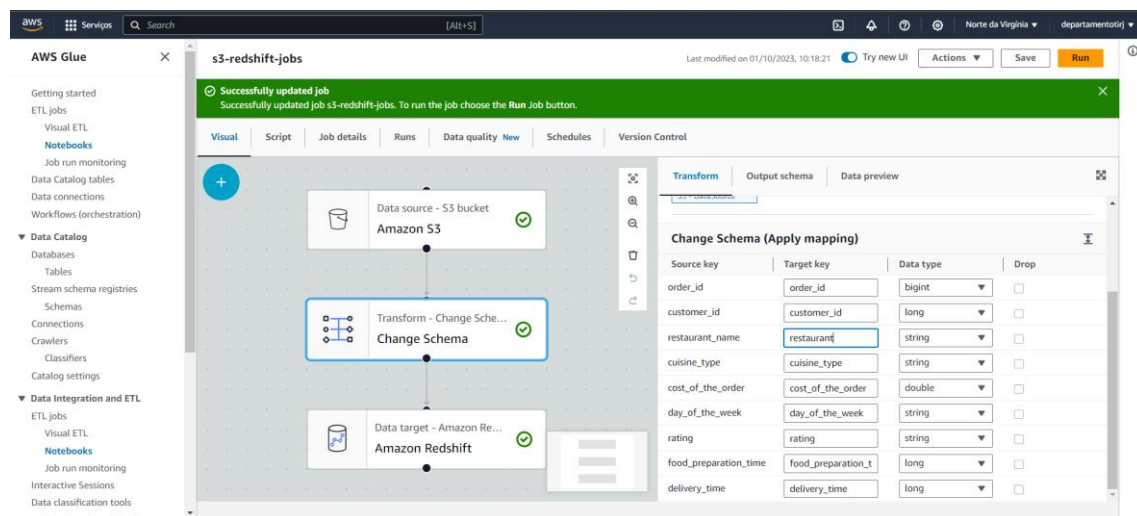 aws
Serviços
Search
[Alt+S]
Norte da Virgínia
departamentotirj
AWS Glue
Getting started
ETL jobs
Visual ETL
Notebooks
Job run monitoring
Data Catalog tables
Data connections
Workflows (orchestration)
Data Catalog
Databases
Tables
Stream schema registries
Schemas
Connections
Crawlers
Classifiers
Catalog settings
Data Integration and ETL
ETL jobs
Visual ETL
Notebooks
Job run monitoring
Interactive Sessions
Data classification tools
s3-redshift-jobs
Last modified on 01/10/2023, 10:18:21
Try new UI
Actions
Save
Run
Successfully updated job
Successfully updated job s3-redshift-jobs. To run the job choose the Run Job button.
Visual
Script
Job details
Runs
Data quality New
Schedules
Version Control
Data source - S3 bucket
Amazon S3
Transform - Change Sche...
Change Schema
Data target - Amazon Re...
Amazon Redshift
Transform
Output schema
Data preview
Change Schema (Apply mapping)
Source key Target key Data type Drop
order_id order_id bigint
customer_id customer_id long
restaurant_name restaurant string
cuisine_type cuisine_type string
cost_of_the_order cost_of_the_order double
day_of_the_week day_of_the_week string
rating rating string
food_preparation_time food_preparation_t long
delivery_time delivery_time long